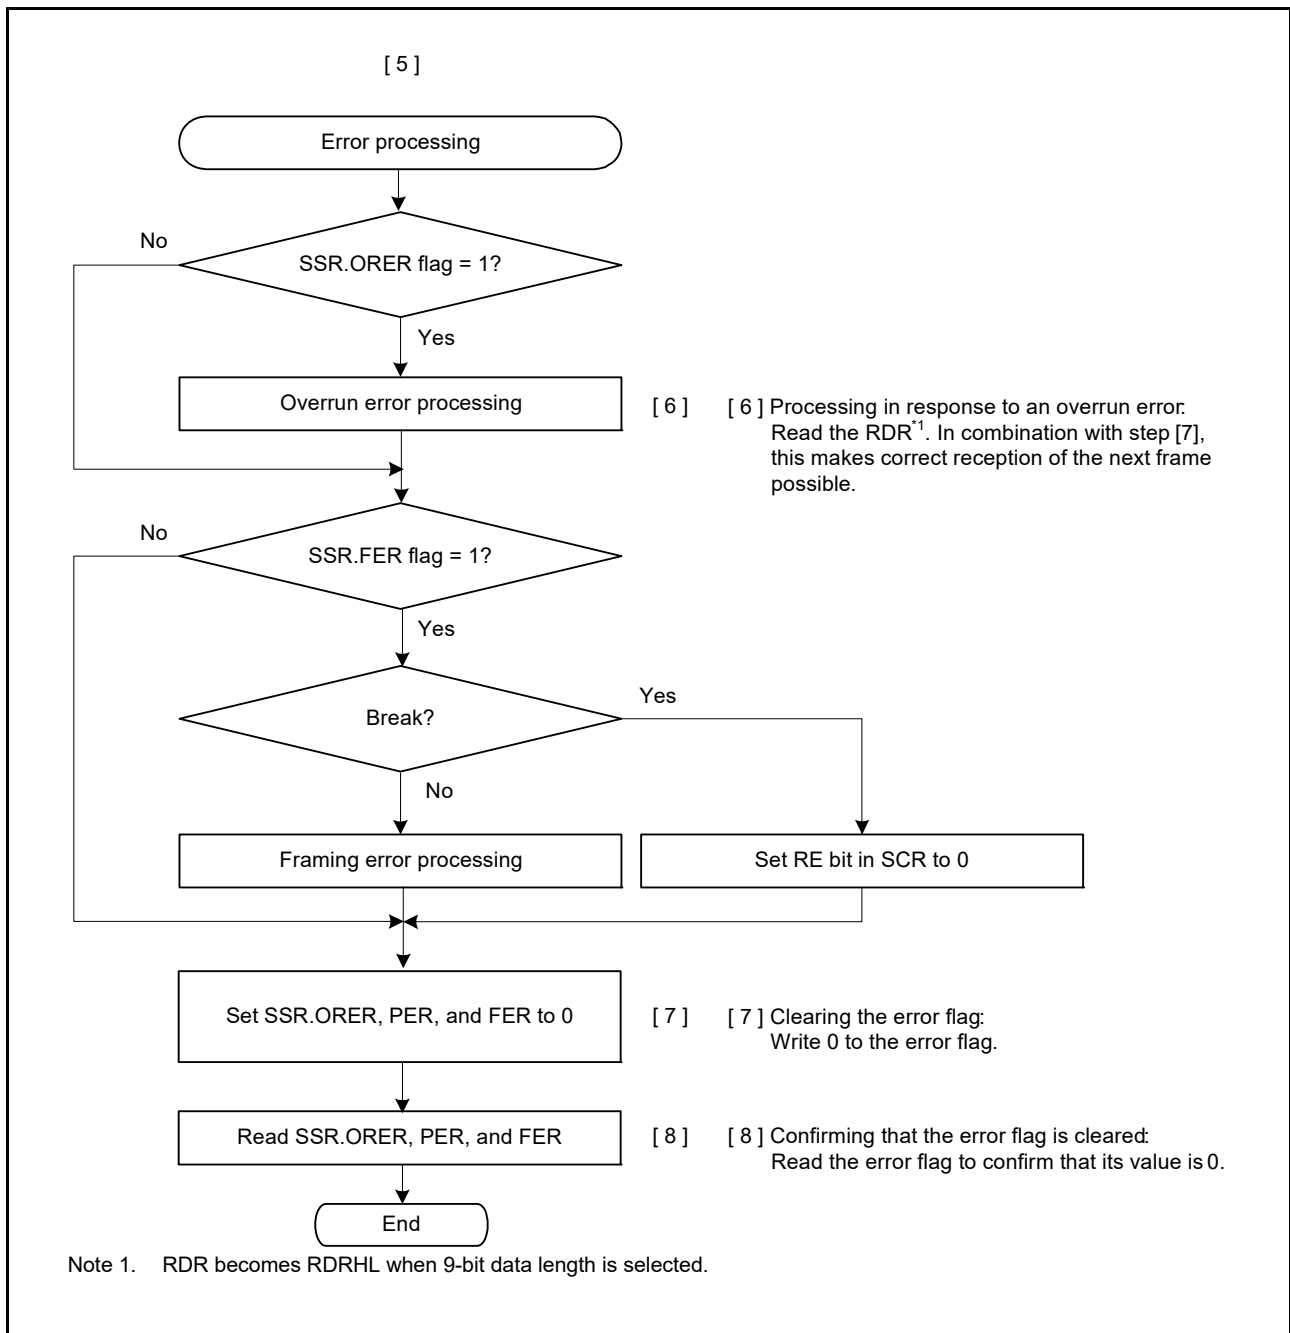 [ 5 ]
Error processing
No
SSR.ORER flag = 1?
Yes
Overrun error processing
[ 6 ]
[ 6 ] Processing in response to an overrun error:
Read the RDR*1. In combination with step [7],
this makes correct reception of the next frame
possible.
No
SSR.FER flag = 1?
Yes
Break?
Yes
No
Framing error processing
Set RE bit in SCR to 0
Set SSR.ORER, PER, and FER to 0
[ 7 ]
[ 7 ] Clearing the error flag:
Write 0 to the error flag.
Read SSR.ORER, PER, and FER
[ 8 ]
[ 8 ] Confirming that the error flag is cleared:
Read the error flag to confirm that its value is 0.
End
Note 1. RDR becomes RDRHL when 9-bit data length is selected.